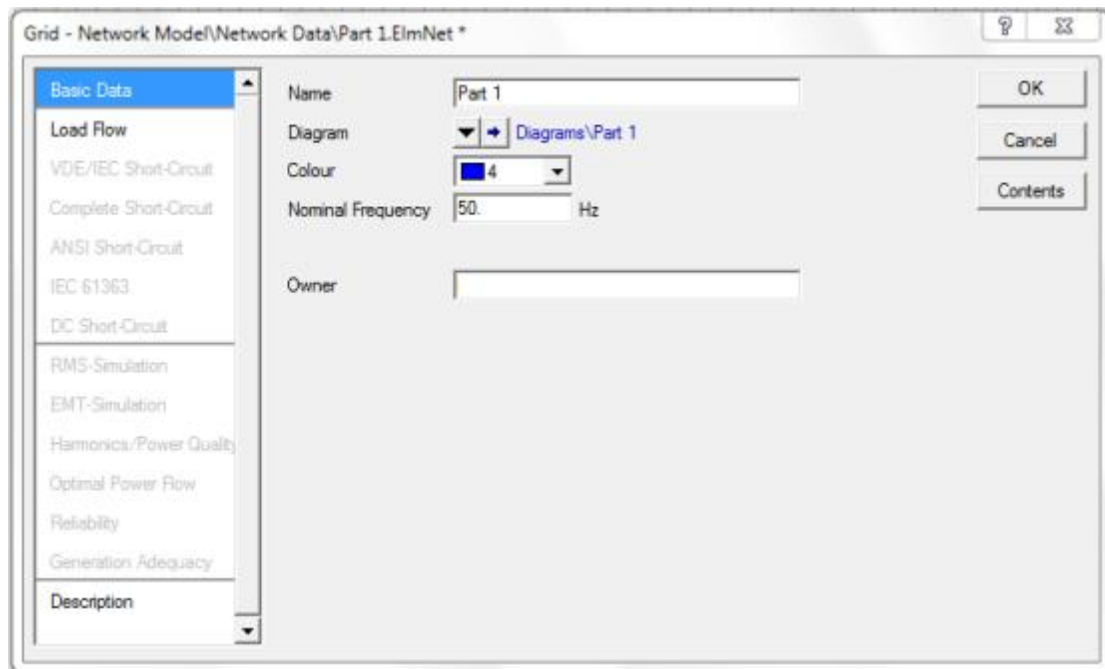 Grid - Network Model\Network Data\Part 1.ElmNet *
?
Basic Data
Load Flow
VDE/IEC Short-Circuit
Complete Short-Circuit
ANSI Short-Circuit
IEC 61363
DC Short-Circuit
RMS-Simulation
EMT-Simulation
Harmonics/Power Quality
Optimal Power Flow
Reliability
Generation Adequacy
Description
Name Part 1
Diagram Diagrams\Part 1
Colour 4
Nominal Frequency 50. Hz
Owner
OK
Cancel
Contents